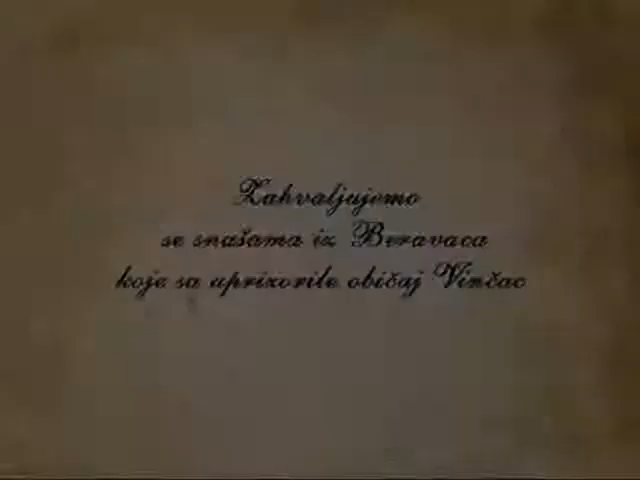 Zahvaljujemo
se snašama iz Beravaca
koje su uprizorile običaj Vinčac